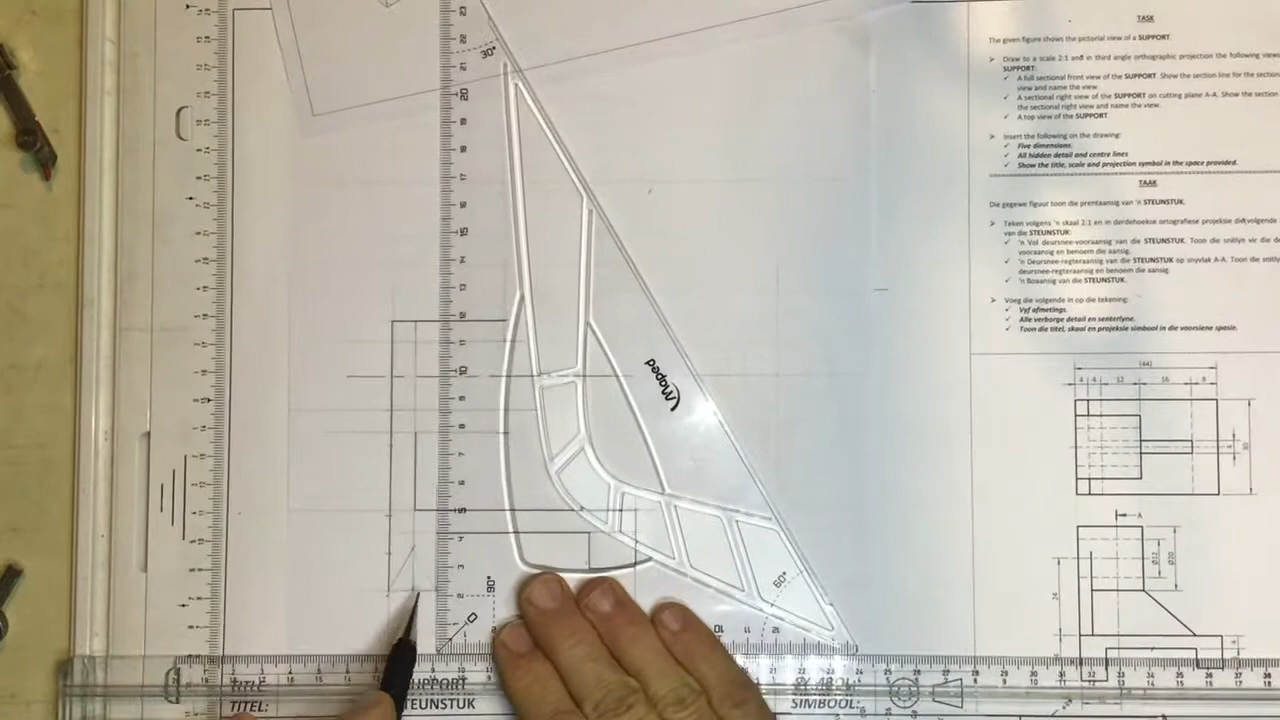 TASK
The given figure shows the pictorial view of a SUPPORT.
➢ Draw to a scale 2:1 and in third angle orthographic projection the following view
SUPPORT:
✓ A full sectional front view of the SUPPORT. Show the section line for the section
view and name the view.
✓ A sectional right view of the SUPPORT on cutting plane A-A. Show the section
the sectional right view and name the view.
✓ A top view of the SUPPORT
➢ Insert the following on the drawing:
✓ Five dimensions.
✓ All hidden detail and centre lines
✓ Show the title, scale and projection symbol in the space provided.
TAAK
Die gegewe figuur toon die prentaansig van 'n STEUNSTUK.
➢ Teken volgens 'n skaal 2:1 en in derdehoekse ortografiese projeksie die volgende
van die STEUNSTUK:
✓ 'n Vol deursnee-vooraansig van die STEUNSTUK. Toon die snitlyn vir die de
vooraansig en benoem die aansig.
✓ 'n Deursnee-regteraansig van die STEUNSTUK op snyvlak A-A. Toon die snitly
deursnee-regteraansig en benoem die aansig.
✓ 'n Boaansig van die STEUNSTUK.
➢ Voeg die volgende in op die tekening:
✓ Vyf afmetings.
✓ Alle verborge detail en senterlyne.
✓ Toon die titel, skaal en projeksie simbool in die voorsiene spasie.
(44)
4 4 12 16 8
30
A
Ø12
Ø20
24
30°
Maped
60°
90°
TITLE:
SUPPORT
SYMBOL:
TITEL:
STEUNSTUK
SIMBOOL: